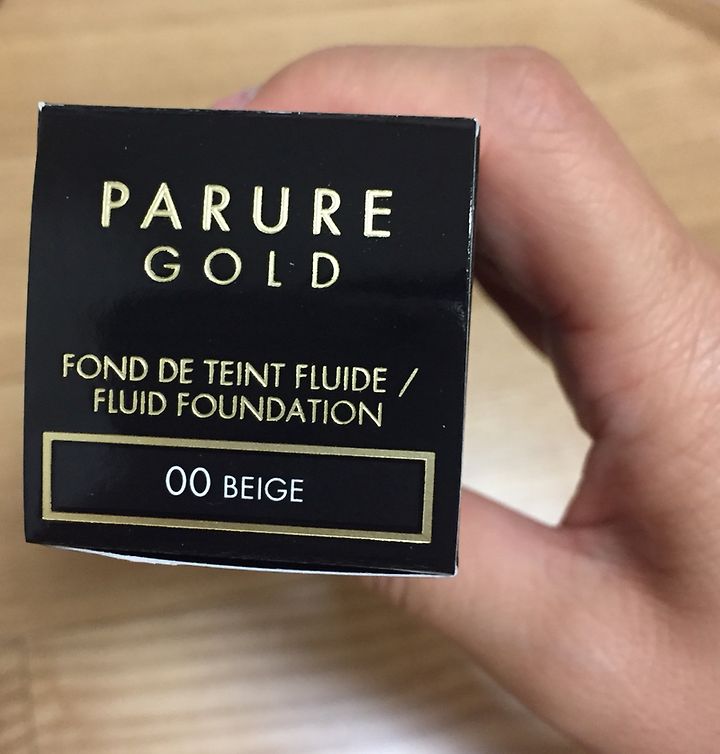 PARURE
GOLD
FOND DE TEINT FLUIDE /
FLUID FOUNDATION
00 BEIGE